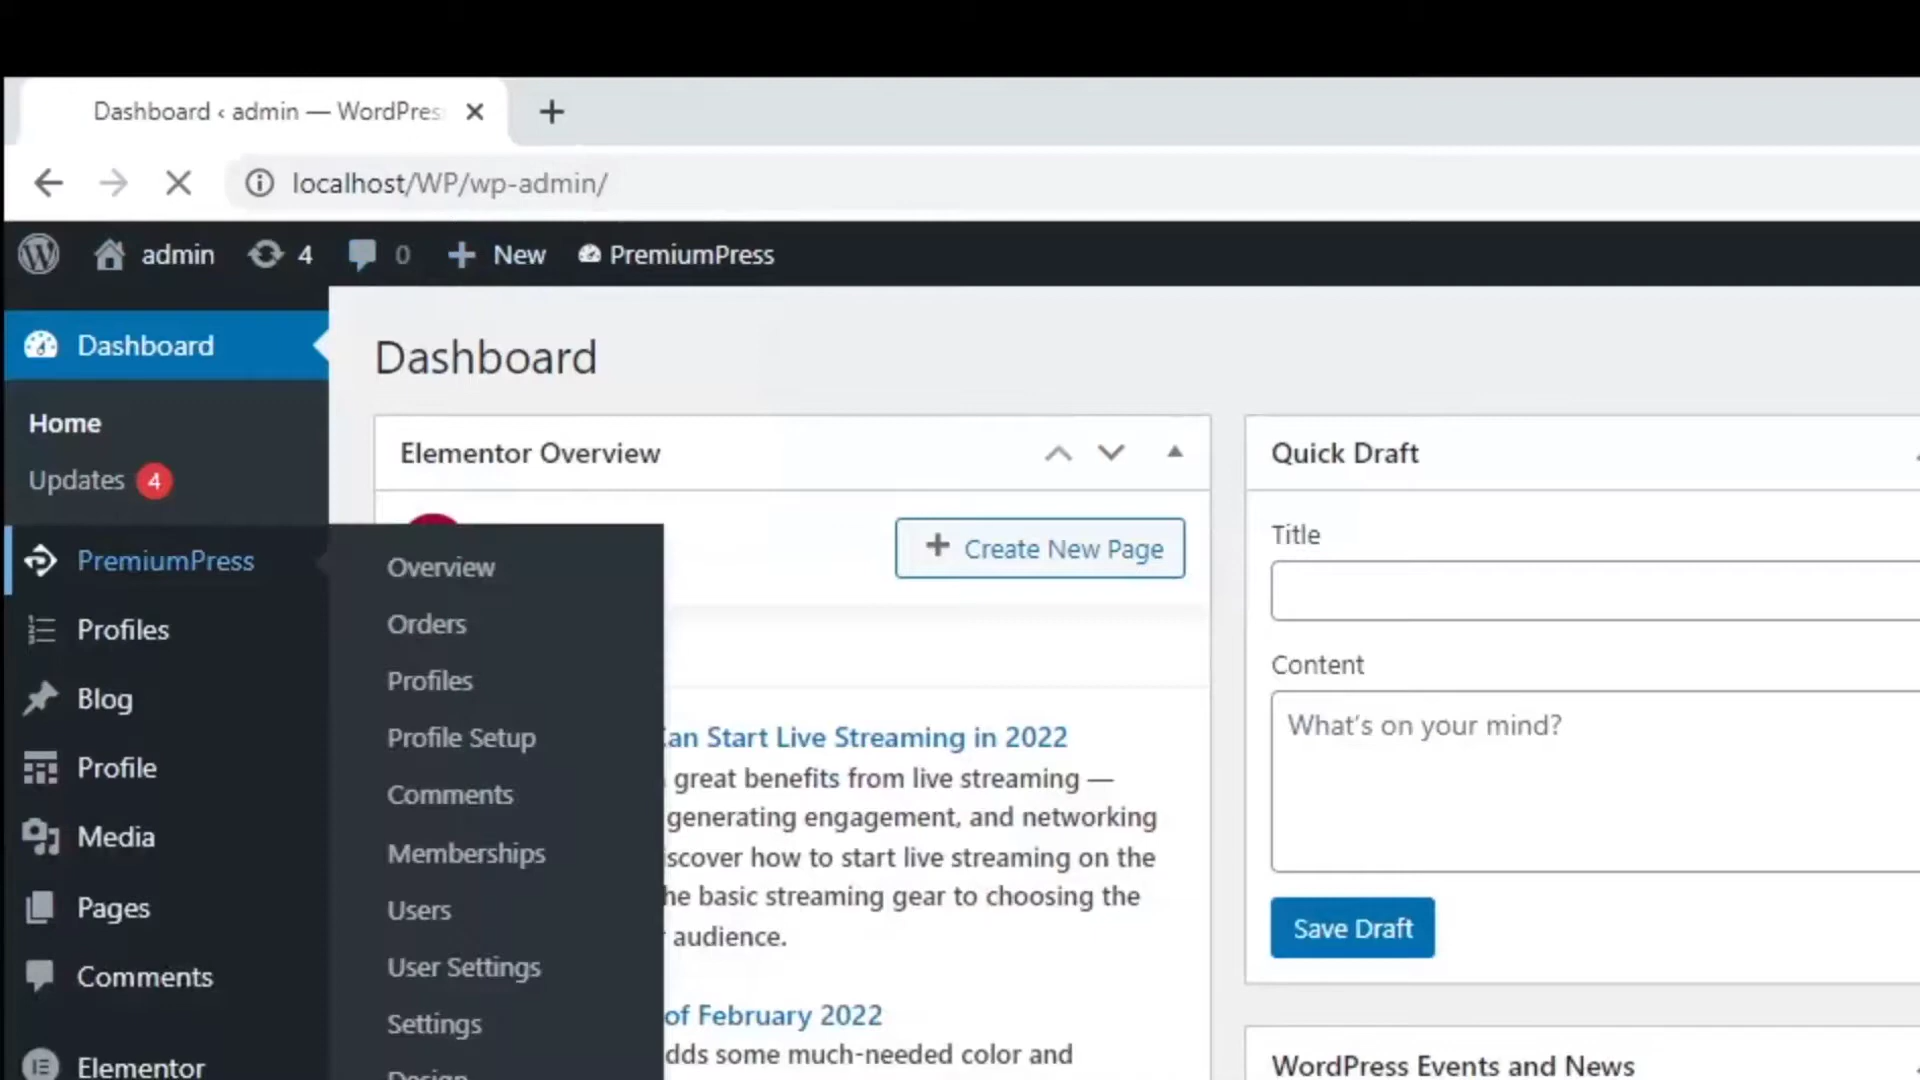 Dashboard ‹ admin — WordPres
localhost/WP/wp-admin/
admin 4 0 New PremiumPress
Dashboard
Home
Updates 4
PremiumPress
Profiles
Blog
Profile
Media
Pages
Comments
Elementor
Overview
Orders
Profiles
Profile Setup
Comments
Memberships
Users
User Settings
Settings
Design
Dashboard
Elementor Overview
Create New Page
Can Start Live Streaming in 2022
great benefits from live streaming —
generating engagement, and networking
iscover how to start live streaming on the
he basic streaming gear to choosing the
audience.
of February 2022
dds some much-needed color and
Quick Draft
Title
Content
What's on your mind?
Save Draft
WordPress Events and News